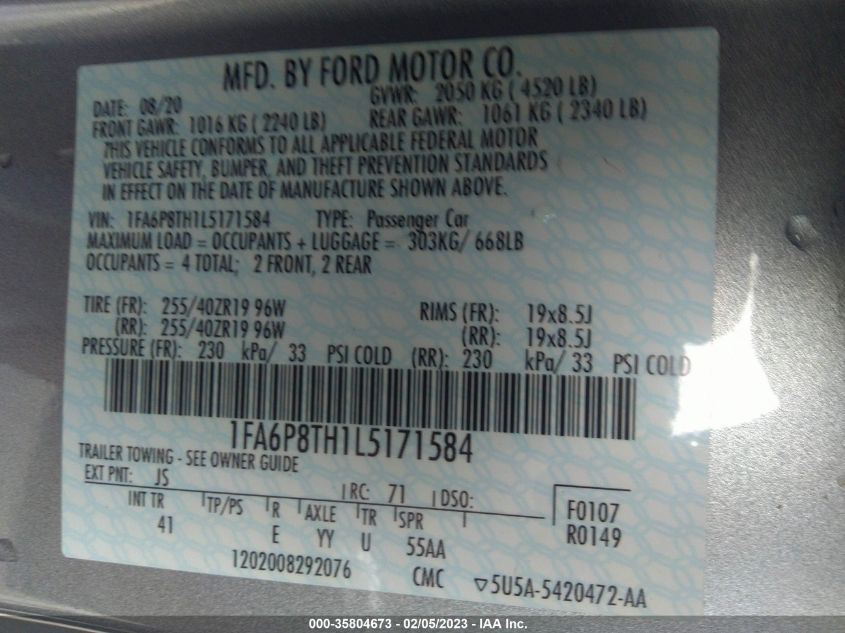 MFD. BY FORD MOTOR CO.
DATE: 08/20 GVWR: 2050 KG ( 4520 LB)
FRONT GAWR: 1016 KG ( 2240 LB) REAR GAWR: 1061 KG ( 2340 LB)
THIS VEHICLE CONFORMS TO ALL APPLICABLE FEDERAL MOTOR
VEHICLE SAFETY, BUMPER, AND THEFT PREVENTION STANDARDS
IN EFFECT ON THE DATE OF MANUFACTURE SHOWN ABOVE.
VIN: 1FA6P8TH1L5171584 TYPE: Passenger Car
MAXIMUM LOAD = OCCUPANTS + LUGGAGE = 303KG/ 668LB
OCCUPANTS = 4 TOTAL; 2 FRONT, 2 REAR
TIRE (FR): 255/40ZR19 96W RIMS (FR): 19x8.5J
(RR): 255/40ZR19 96W (RR): 19x8.5J
PRESSURE (FR): 230 kPa/ 33 PSI COLD (RR): 230 kPa/ 33 PSI COLD
1FA6P8TH1L5171584
TRAILER TOWING - SEE OWNER GUIDE
EXT PNT: JS RC: 71 DSO:
INT TR TP/PS R AXLE TR SPR F0107
41 E YY U 55AA R0149
1202008292076 CMC ▽5U5A-5420472-AA
000-35804673 - 02/05/2023 - IAA Inc.